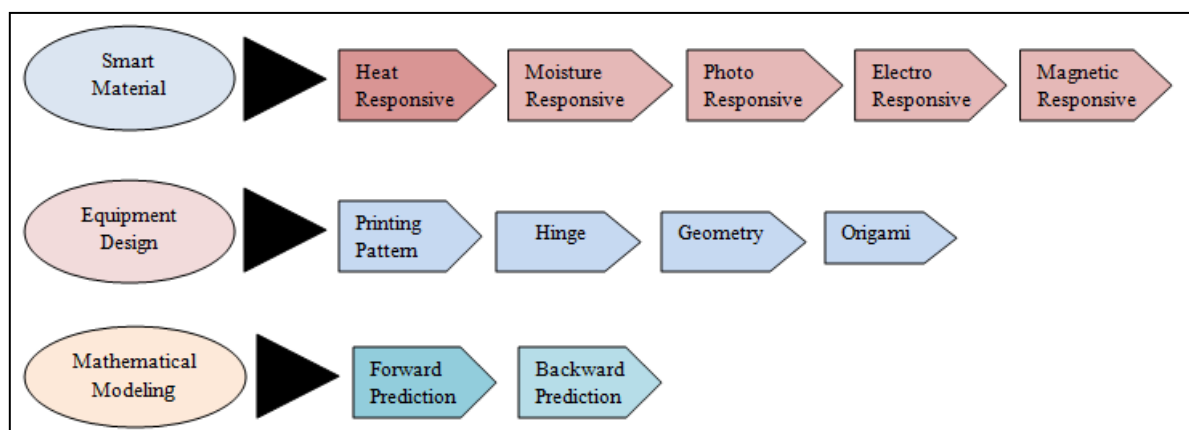 Smart
Material
Heat
Responsive
Moisture
Responsive
Photo
Responsive
Electro
Responsive
Magnetic
Responsive
Equipment
Design
Printing
Pattern
Hinge
Geometry
Origami
Mathematical
Modeling
Forward
Prediction
Backward
Prediction